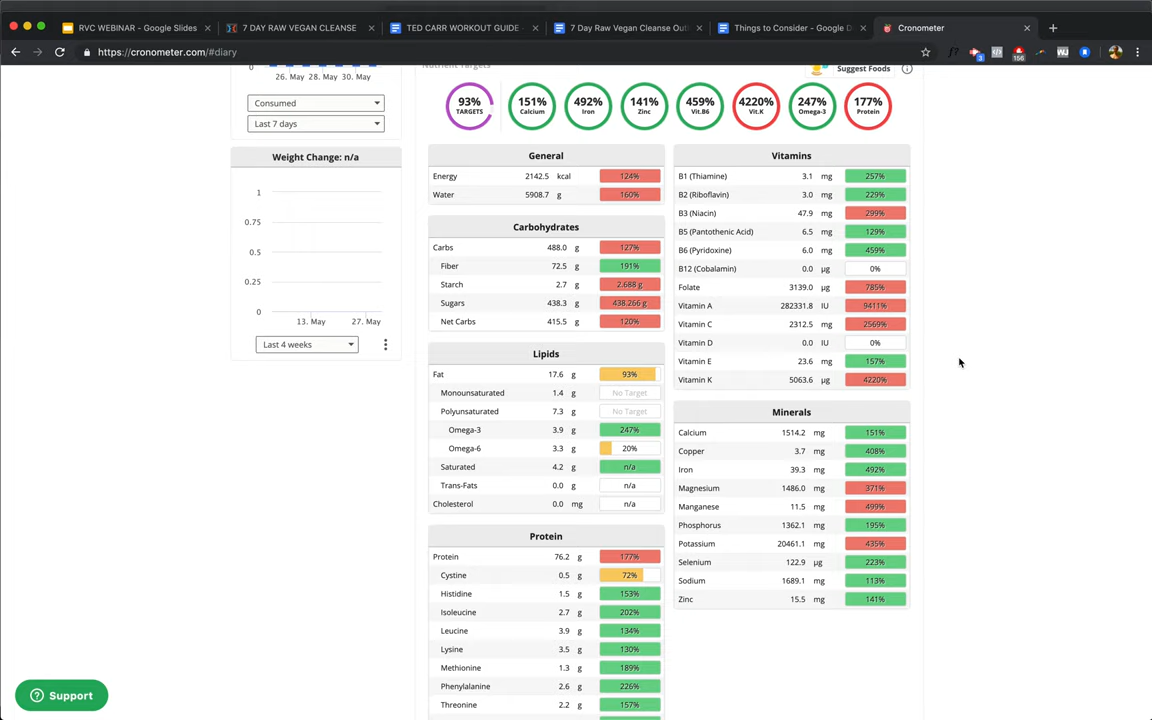 RVC WEBINAR - Google Slides
7 DAY RAW VEGAN CLEANSE
TED CARR WORKOUT GUIDE -
7 Day Raw Vegan Cleanse Out
Things to Consider - Google D
Cronometer
https://cronometer.com/#diary
f?
3
156
WJ
0
26. May 28. May 30. May
Consumed
Last 7 days
Weight Change: n/a
1
0.75
0.5
0.25
0
13. May 27. May
Last 4 weeks
Nutrient Targets
Suggest Foods
93% TARGETS
151% Calcium
492% Iron
141% Zinc
459% Vit.B6
4220% Vit.K
247% Omega-3
177% Protein
General
Energy 2142.5 kcal 124%
Water 5908.7 g 160%
Carbohydrates
Carbs 488.0 g 127%
Fiber 72.5 g 191%
Starch 2.7 g 2.688 g
Sugars 438.3 g 438.266 g
Net Carbs 415.5 g 120%
Lipids
Fat 17.6 g 93%
Monounsaturated 1.4 g No Target
Polyunsaturated 7.3 g No Target
Omega-3 3.9 g 247%
Omega-6 3.3 g 20%
Saturated 4.2 g n/a
Trans-Fats 0.0 g n/a
Cholesterol 0.0 mg n/a
Protein
Protein 76.2 g 177%
Cystine 0.5 g 72%
Histidine 1.5 g 153%
Isoleucine 2.7 g 202%
Leucine 3.9 g 134%
Lysine 3.5 g 130%
Methionine 1.3 g 189%
Phenylalanine 2.6 g 226%
Threonine 2.2 g 157%
Vitamins
B1 (Thiamine) 3.1 mg 257%
B2 (Riboflavin) 3.0 mg 229%
B3 (Niacin) 47.9 mg 299%
B5 (Pantothenic Acid) 6.5 mg 129%
B6 (Pyridoxine) 6.0 mg 459%
B12 (Cobalamin) 0.0 µg 0%
Folate 3139.0 µg 785%
Vitamin A 282331.8 IU 9411%
Vitamin C 2312.5 mg 2569%
Vitamin D 0.0 IU 0%
Vitamin E 23.6 mg 157%
Vitamin K 5063.6 µg 4220%
Minerals
Calcium 1514.2 mg 151%
Copper 3.7 mg 408%
Iron 39.3 mg 492%
Magnesium 1486.0 mg 371%
Manganese 11.5 mg 499%
Phosphorus 1362.1 mg 195%
Potassium 20461.1 mg 435%
Selenium 122.9 µg 223%
Sodium 1689.1 mg 113%
Zinc 15.5 mg 141%
Support